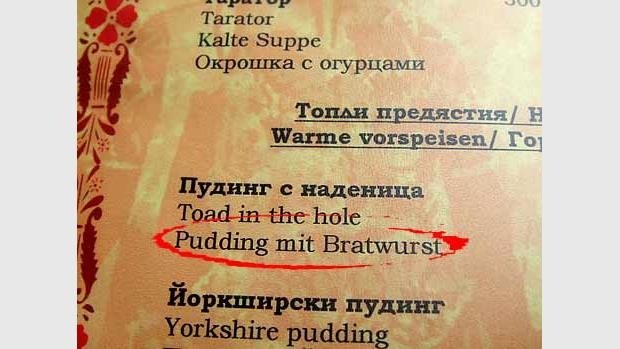 Таратор
Tarator
Kalte Suppe
Окрошка с огурцами
Топли предястия/
Warme vorspeisen/
Пудинг с наденица
Toad in the hole
Pudding mit Bratwurst
Йоркширски пудинг
Yorkshire pudding